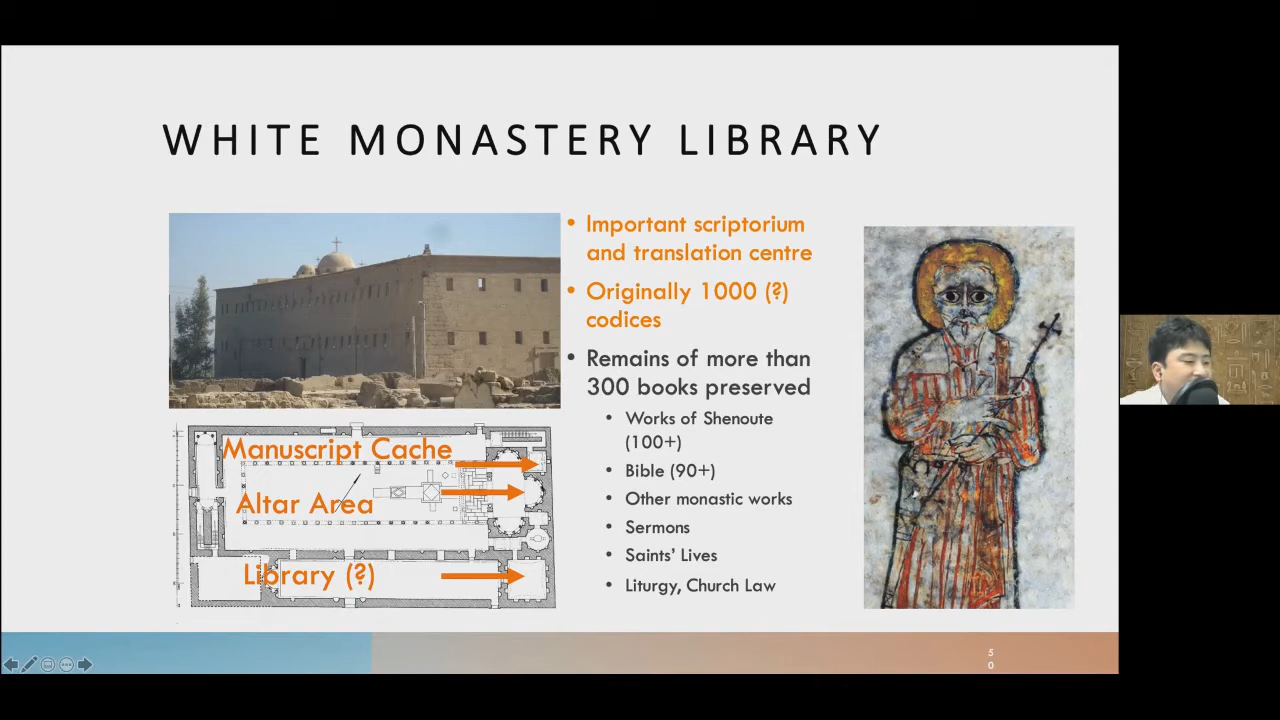 WHITE MONASTERY LIBRARY
• Important scriptorium
and translation centre
• Originally 1000 (?)
codices
• Remains of more than
300 books preserved
• Works of Shenoute
(100+)
• Bible (90+)
• Other monastic works
• Sermons
• Saints' Lives
• Liturgy, Church Law
Manuscript Cache
Altar Area
Library (?)
5
0